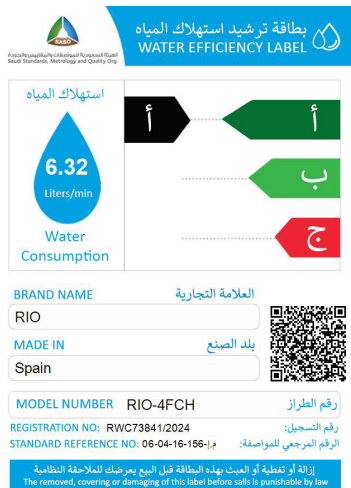 SASO
الهيئة السعودية للمواصفات والمقاييس والجودة
Saudi Standards, Metrology and Quality Org.
بطاقة ترشيد استهلاك المياه
WATER EFFICIENCY LABEL
استهلاك المياه
6.32
Liters/min
Water
Consumption
أ
أ
ب
ج
BRAND NAME العلامة التجارية
RIO
MADE IN بلد الصنع
Spain
MODEL NUMBER RIO-4FCH رقم الطراز
REGISTRATION NO: RWC73841/2024 رقم التسجيل:
STANDARD REFERENCE NO: 06-04-16-156-م.إ الرقم المرجعي للمواصفة:
إزالة أو تغطية أو العبث بهذه البطاقة قبل البيع يعرضك للملاحقة النظامية
The removed, covering or damaging of this label before salls is punishable by law